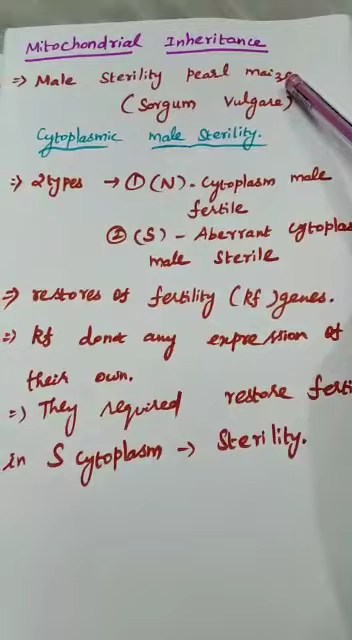 Mitochondrial Inheritance
=> Male Sterility pearl maize
(Sorgum Vulgare)
Cytoplasmic male Sterility.
=> 2types → ① (N) - Cytoplasm male
fertile
② (S) - Aberrant cytoplas
male Sterile
=> restores of fertility (Rf) genes.
=> Rf donot any expression of
their own.
=> They required restore ferti
in S cytoplasm → Sterility.